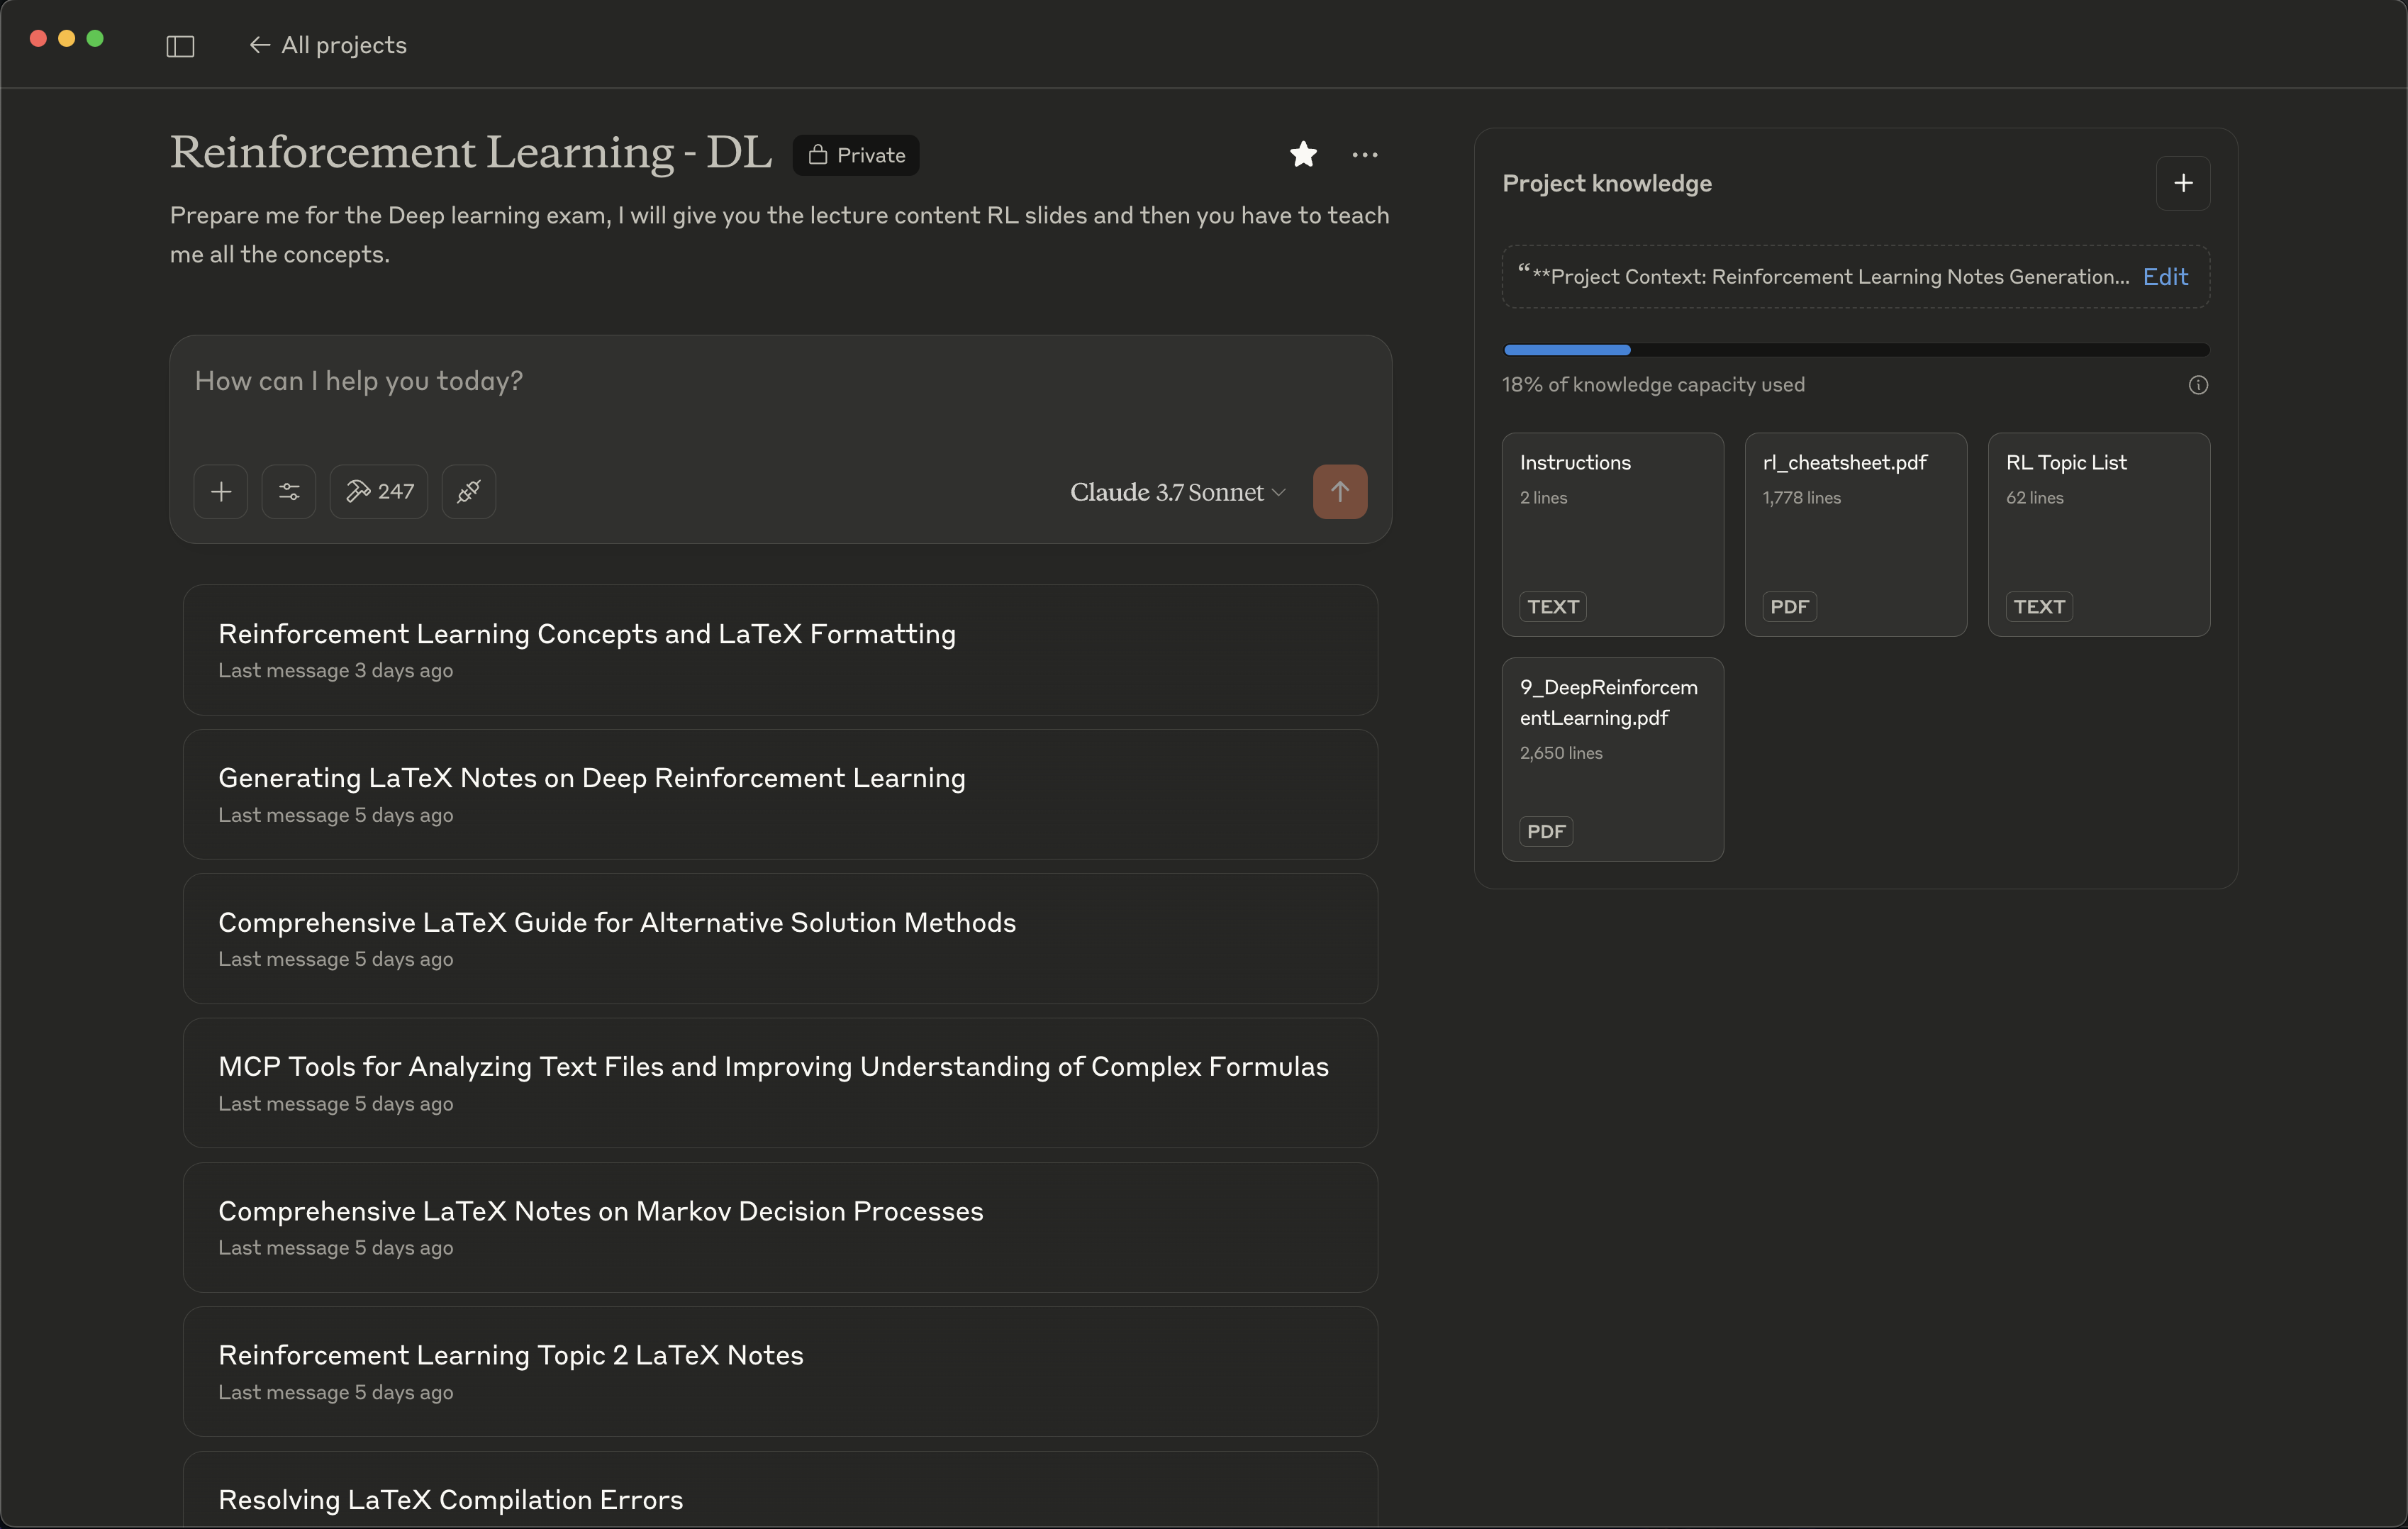 All projects
Reinforcement Learning - DL
Private
Prepare me for the Deep learning exam, I will give you the lecture content RL slides and then you have to teach
me all the concepts.
How can I help you today?
247
Claude 3.7 Sonnet
Reinforcement Learning Concepts and LaTeX Formatting
Last message 3 days ago
Generating LaTeX Notes on Deep Reinforcement Learning
Last message 5 days ago
Comprehensive LaTeX Guide for Alternative Solution Methods
Last message 5 days ago
MCP Tools for Analyzing Text Files and Improving Understanding of Complex Formulas
Last message 5 days ago
Comprehensive LaTeX Notes on Markov Decision Processes
Last message 5 days ago
Reinforcement Learning Topic 2 LaTeX Notes
Last message 5 days ago
Resolving LaTeX Compilation Errors
Project knowledge
“**Project Context: Reinforcement Learning Notes Generation...
Edit
18% of knowledge capacity used
Instructions
2 lines
TEXT
rl_cheatsheet.pdf
1,778 lines
PDF
RL Topic List
62 lines
TEXT
9_DeepReinforcem
entLearning.pdf
2,650 lines
PDF